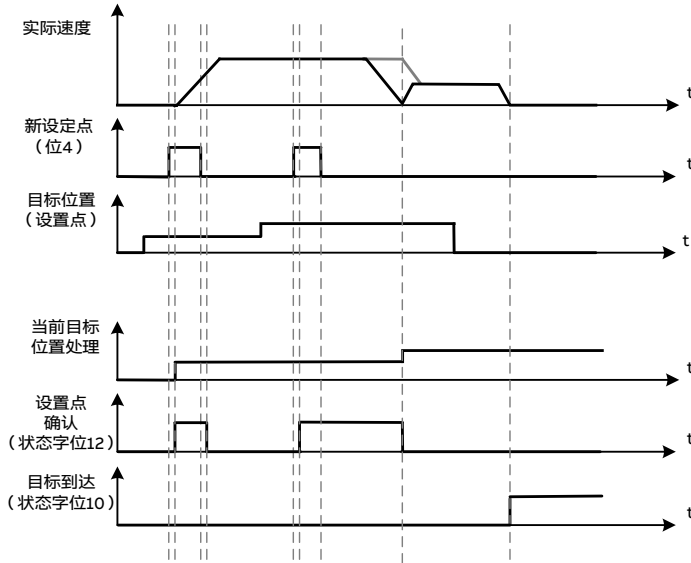 实际速度
t
新设定点
（位4）
t
目标位置
（设置点）
t
当前目标
位置处理
t
设置点
确认
（状态字位12）
t
目标到达
（状态字位10）
t